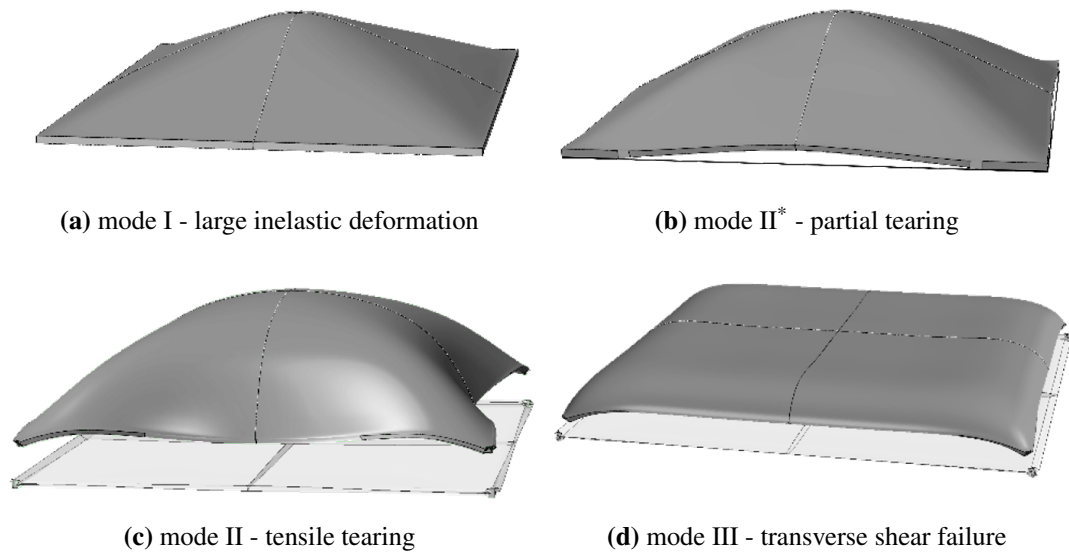 (a) mode I - large inelastic deformation
(b) mode II* - partial tearing
(c) mode II - tensile tearing
(d) mode III - transverse shear failure